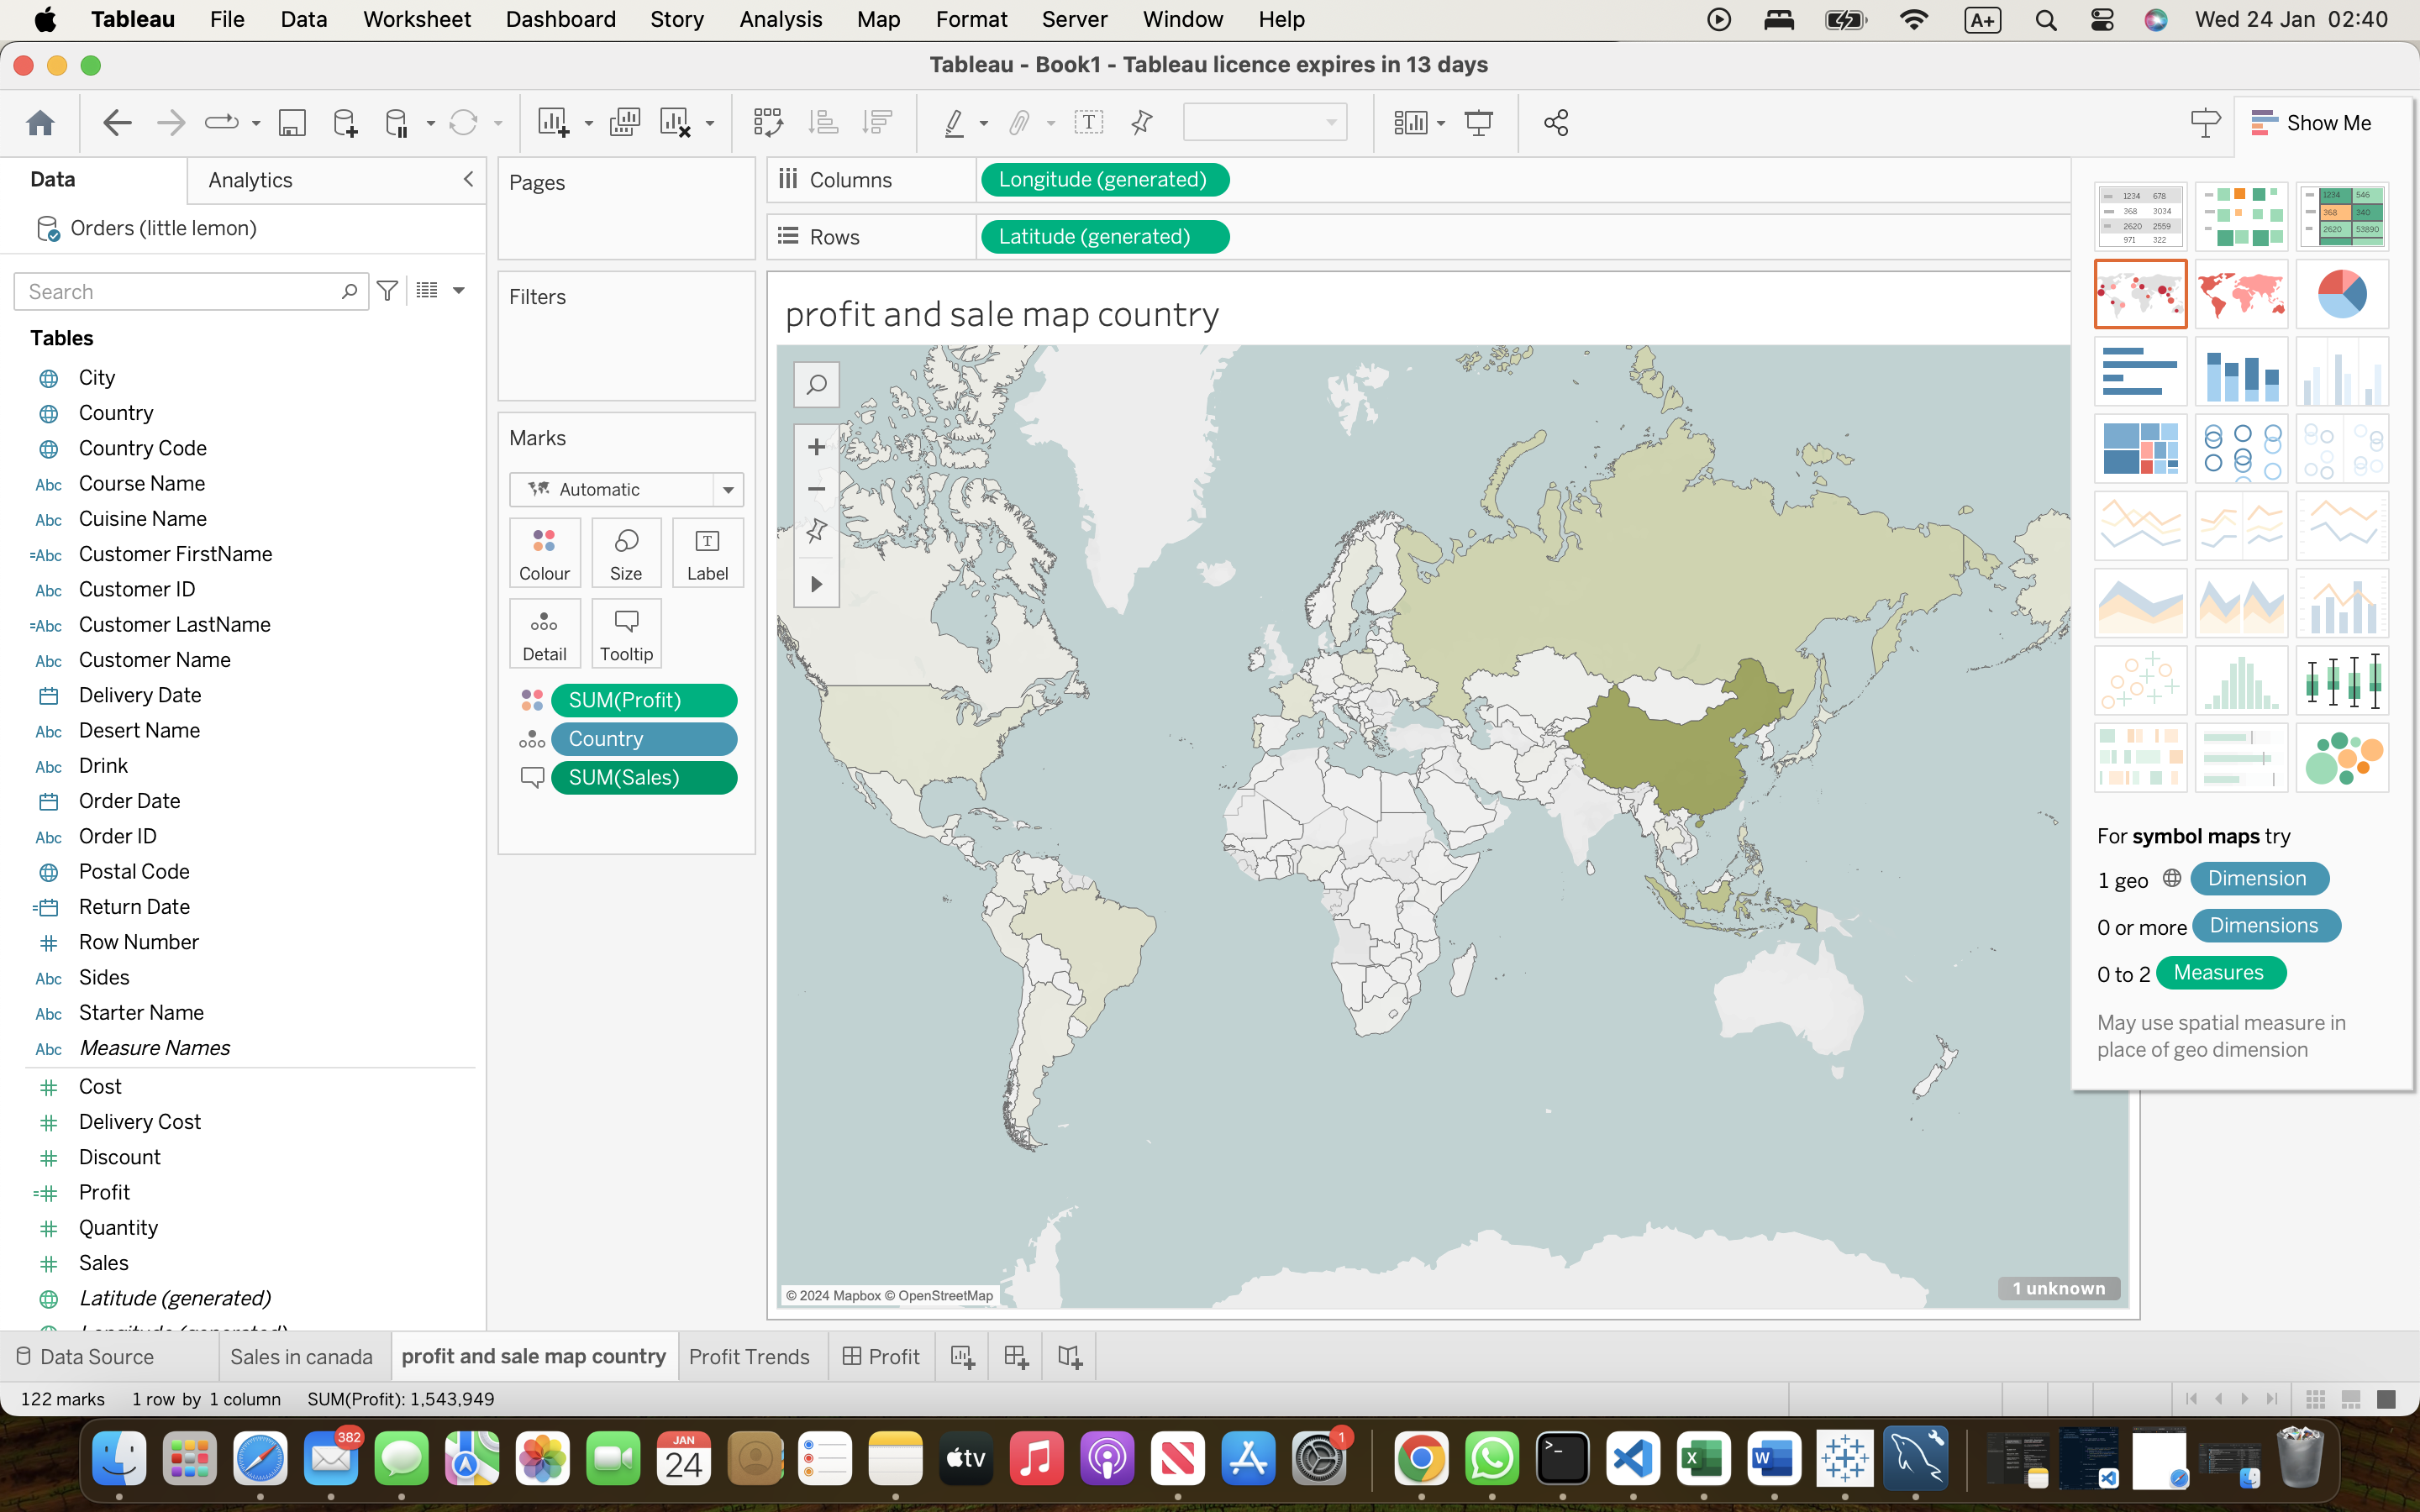 Tableau File Data Worksheet Dashboard Story Analysis Map Format Server Window Help A+ Wed 24 Jan 02:40
Tableau - Book1 - Tableau licence expires in 13 days
Show Me
Data Analytics
Orders (little lemon)
Search
Tables
City
Country
Country Code
Abc Course Name
Abc Cuisine Name
=Abc Customer FirstName
Abc Customer ID
=Abc Customer LastName
Abc Customer Name
Delivery Date
Abc Desert Name
Abc Drink
Order Date
Abc Order ID
Postal Code
Return Date
# Row Number
Abc Sides
Abc Starter Name
Abc Measure Names
# Cost
# Delivery Cost
# Discount
=# Profit
# Quantity
# Sales
Latitude (generated)
Longitude (generated)
Pages
Filters
Marks
Automatic
Colour Size Label
Detail Tooltip
SUM(Profit)
Country
SUM(Sales)
Columns Longitude (generated)
Rows Latitude (generated)
profit and sale map country
© 2024 Mapbox © OpenStreetMap
1 unknown
1234 678
368 3034
2620 2559
971 322
1234 546
368 340
2620 53890
For symbol maps try
1 geo Dimension
0 or more Dimensions
0 to 2 Measures
May use spatial measure in
place of geo dimension
Data Source Sales in canada profit and sale map country Profit Trends Profit
122 marks 1 row by 1 column SUM(Profit): 1,543,949
382
JAN
24
tv
1